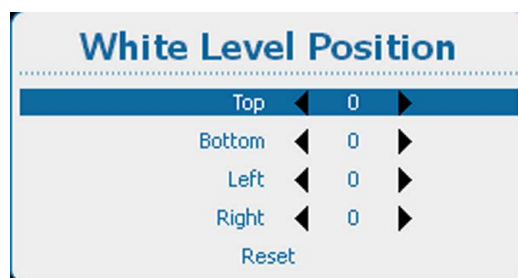 White Level Position
Top 0
Bottom 0
Left 0
Right 0
Reset